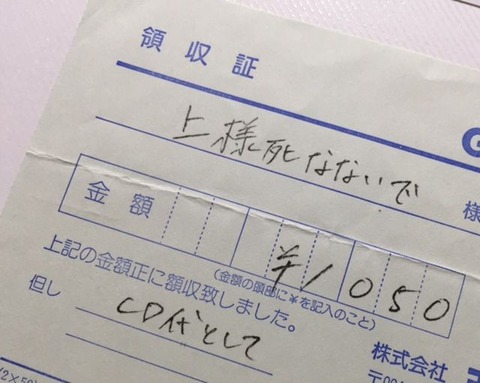 領収証
上様死なないで 様
金額 ¥1050
(金額の頭部に¥を記入のこと)
上記の金額正に領収致しました。
但し CD代として
株式会社